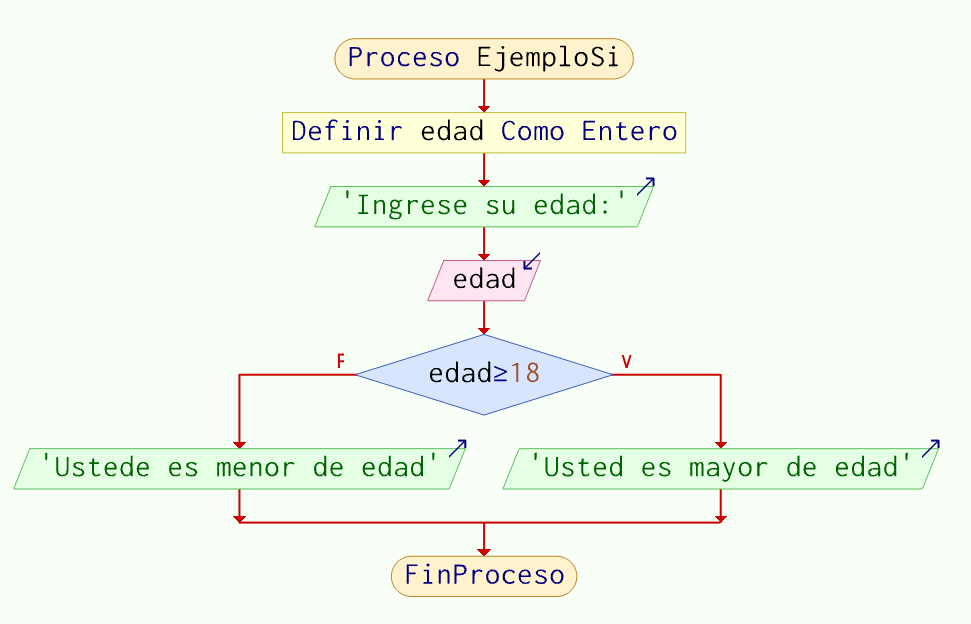 Proceso EjemploSi
Definir edad Como Entero
'Ingrese su edad:'
edad
F
V
edad≥18
'Ustede es menor de edad'
'Usted es mayor de edad'
FinProceso